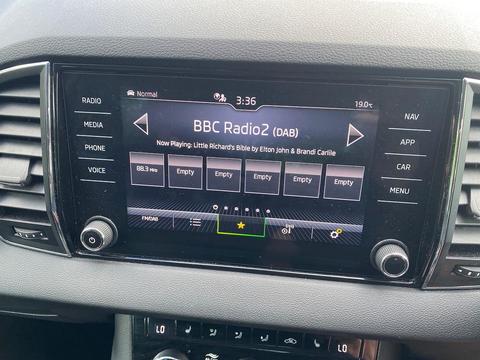 Normal
3:36
19.0°C
RADIO
MEDIA
PHONE
VOICE
BBC Radio2 (DAB)
Now Playing: Little Richard's Bible by Elton John & Brandi Carlile
88.3 MHz
Empty
Empty
Empty
Empty
Empty
FM/DAB
NAV
APP
CAR
MENU
LO
LO